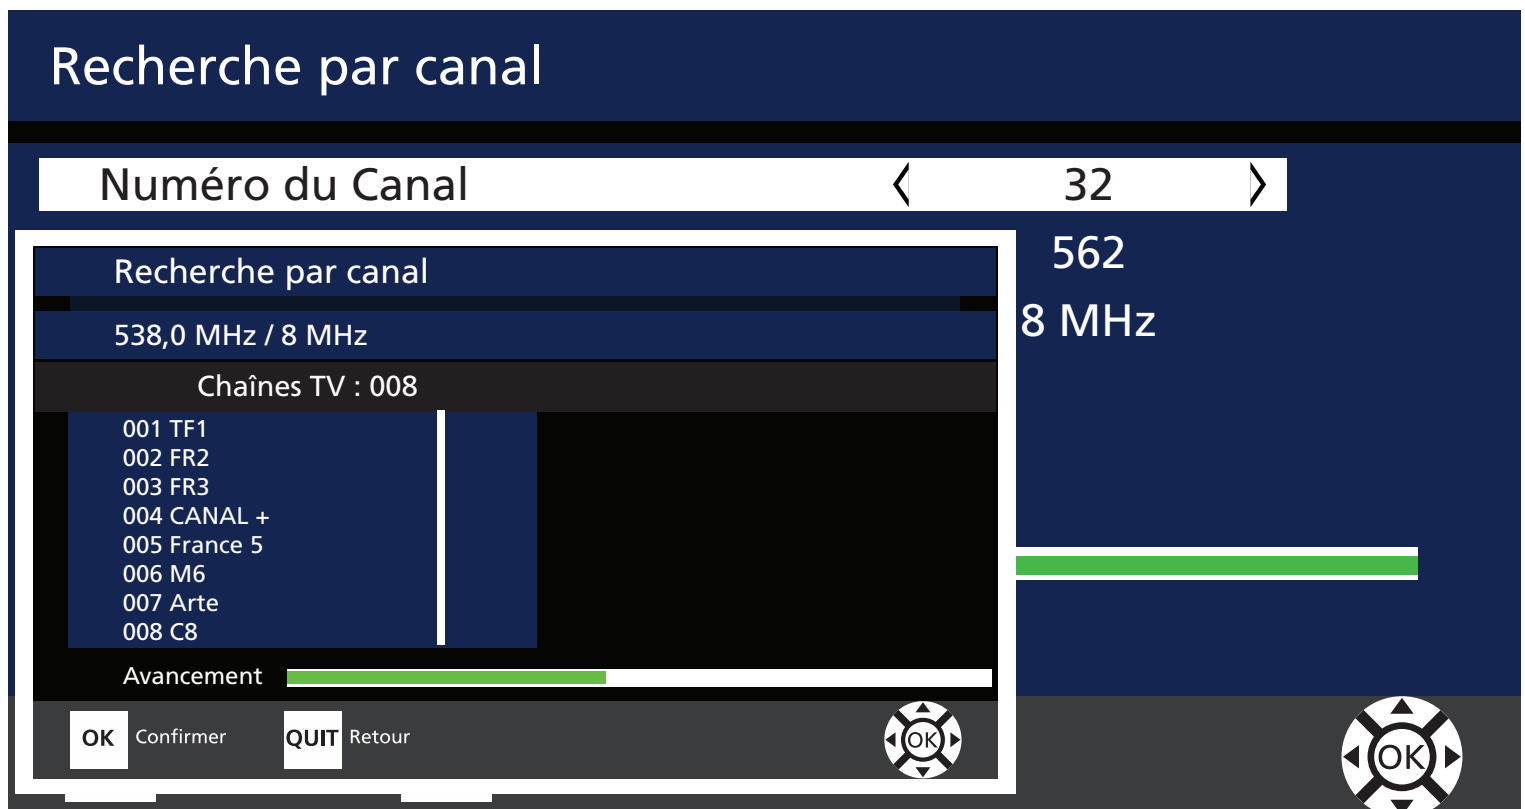 Recherche par canal
Numéro du Canal 32
562
8 MHz
Recherche par canal
538,0 MHz / 8 MHz
Chaînes TV : 008
001 TF1
002 FR2
003 FR3
004 CANAL +
005 France 5
006 M6
007 Arte
008 C8
Avancement
OK Confirmer QUIT Retour OK
OK